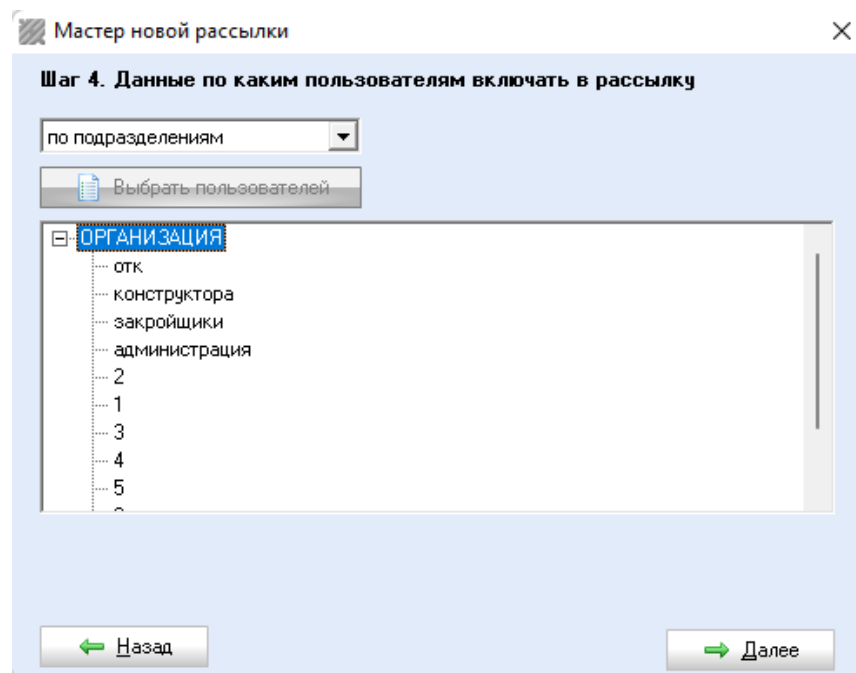 Мастер новой рассылки
Шаг 4. Данные по каким пользователям включать в рассылку
по подразделениям
Выбрать пользователей
ОРГАНИЗАЦИЯ
отк
конструктора
закройщики
администрация
2
1
3
4
5
Назад
Далее